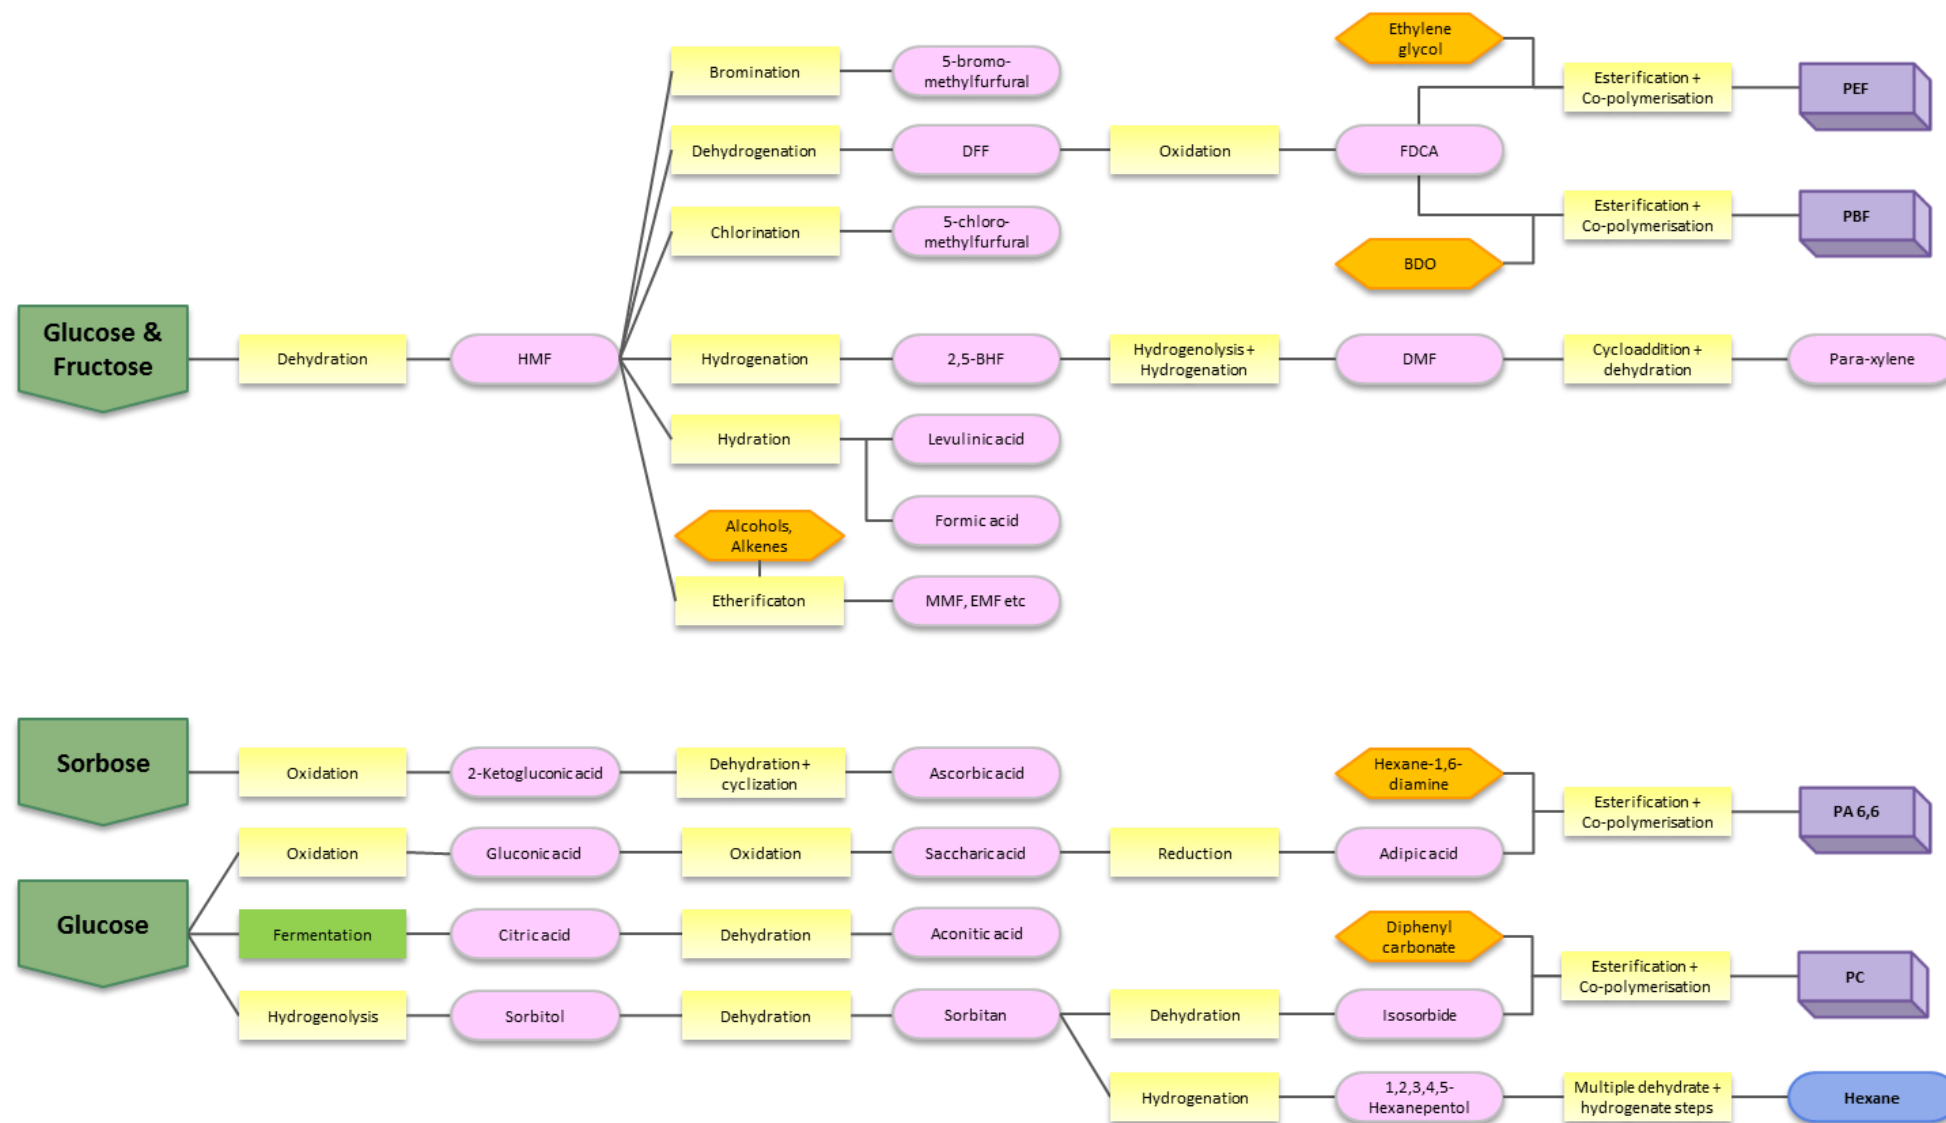 Ethylene
glycol
5-bromo-
methylfurfural
Bromination
Esterification +
Co-polymerisation
PEF
Dehydrogenation
DFF
Oxidation
FDCA
Chlorination
5-chloro-
methylfurfural
Esterification +
Co-polymerisation
PBF
BDO
Glucose &
Fructose
Dehydration
HMF
Hydrogenation
2,5-BHF
Hydrogenolysis +
Hydrogenation
DMF
Cycloaddition +
dehydration
Para-xylene
Hydration
Levulinic acid
Formic acid
Alcohols,
Alkenes
Etherificaton
MMF, EMF etc
Sorbose
Oxidation
2-Ketogluconic acid
Dehydration +
cyclization
Ascorbic acid
Hexane-1,6-
diamine
Esterification +
Co-polymerisation
PA 6,6
Oxidation
Gluconic acid
Oxidation
Saccharic acid
Reduction
Adipic acid
Glucose
Fermentation
Citric acid
Dehydration
Aconitic acid
Diphenyl
carbonate
Esterification +
Co-polymerisation
PC
Hydrogenolysis
Sorbitol
Dehydration
Sorbitan
Dehydration
Isosorbide
Hydrogenation
1,2,3,4,5-
Hexanepentol
Multiple dehydrate +
hydrogenate steps
Hexane